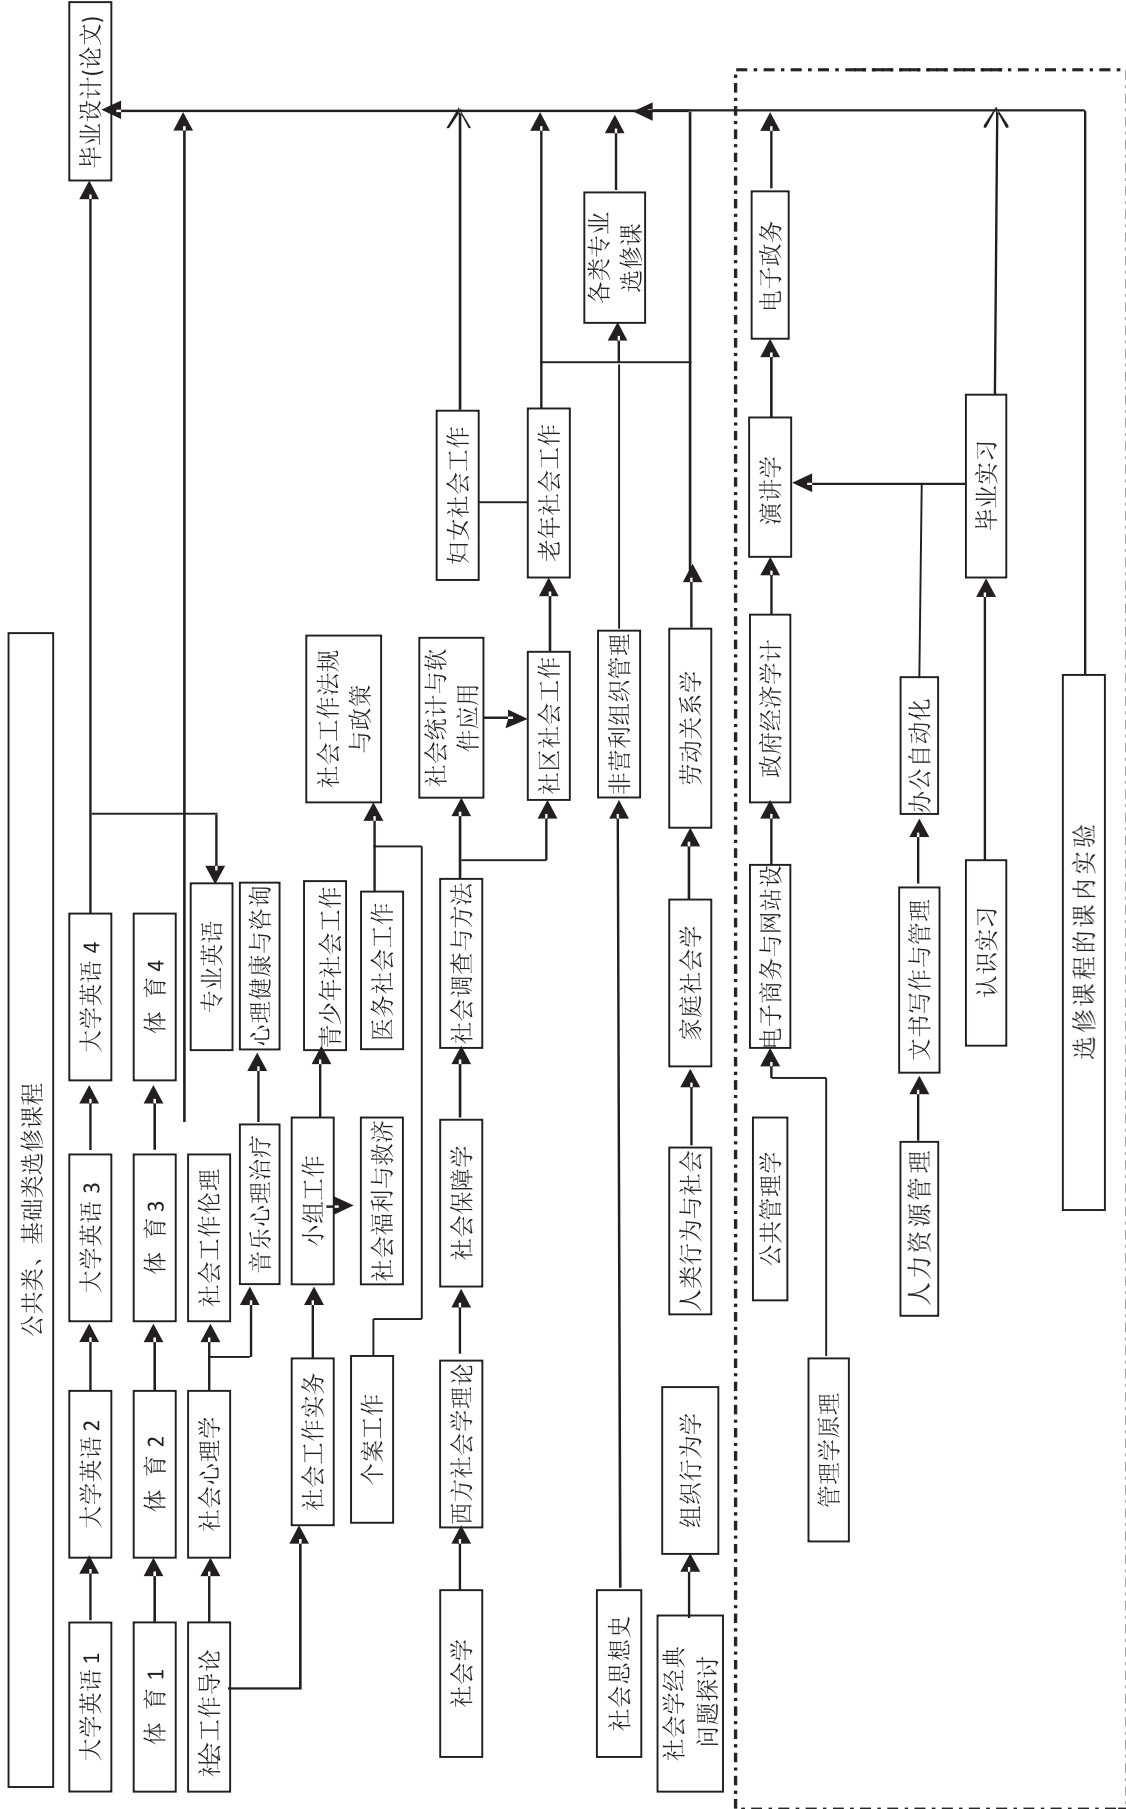 公共类、基础类选修课程
大学英语 1
大学英语 2
大学英语 3
大学英语 4
毕业设计(论文)
体 育 1
体 育 2
体 育 3
体 育 4
专业英语
社会工作导论
社会心理学
社会工作伦理
音乐心理治疗
心理健康与咨询
社会工作实务
小组工作
青少年社会工作
社会工作法规
与政策
个案工作
社会福利与救济
医务社会工作
社会学
西方社会学理论
社会保障学
社会调查与方法
社会统计与软
件应用
妇女社会工作
社区社会工作
老年社会工作
社会思想史
非营利组织管理
各类专业
选修课
社会学经典
问题探讨
组织行为学
人类行为与社会
家庭社会学
劳动关系学
管理学原理
公共管理学
电子商务与网站设
政府经济学计
演讲学
电子政务
人力资源管理
文书写作与管理
办公自动化
认识实习
毕业实习
选修课程的课内实验